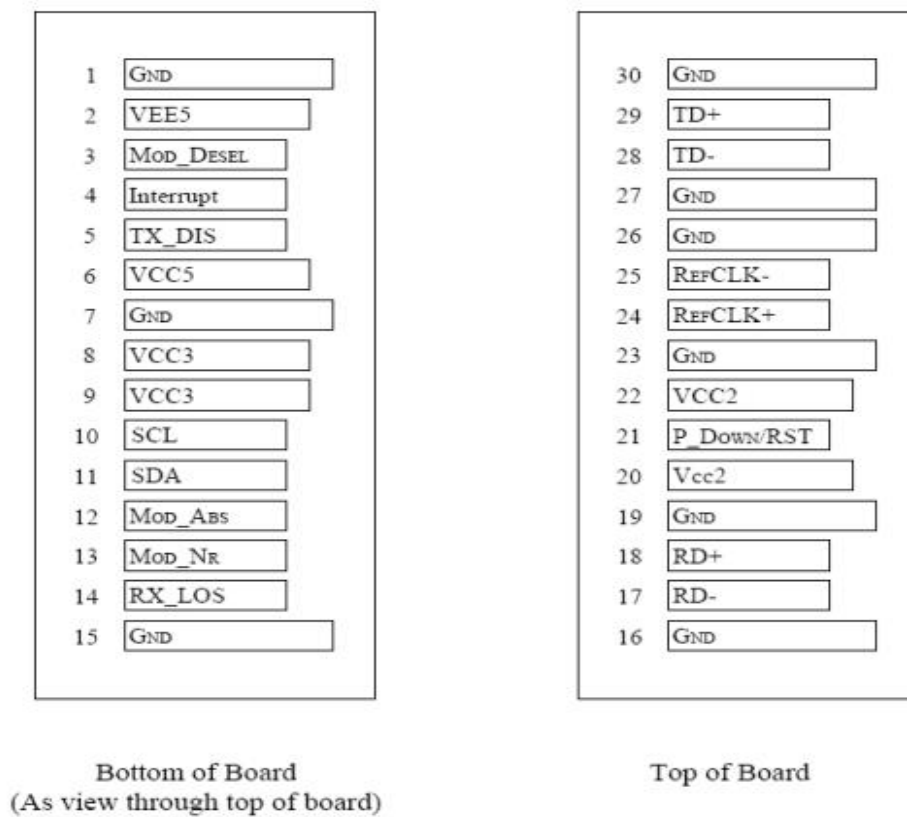 1 GND
2 VEE5
3 MOD_DESEL
4 Interrupt
5 TX_DIS
6 VCC5
7 GND
8 VCC3
9 VCC3
10 SCL
11 SDA
12 MOD_ABS
13 MOD_NR
14 RX_LOS
15 GND
Bottom of Board
(As view through top of board)
30 GND
29 TD+
28 TD-
27 GND
26 GND
25 REFCLK-
24 REFCLK+
23 GND
22 VCC2
21 P_DOWN/RST
20 Vcc2
19 GND
18 RD+
17 RD-
16 GND
Top of Board